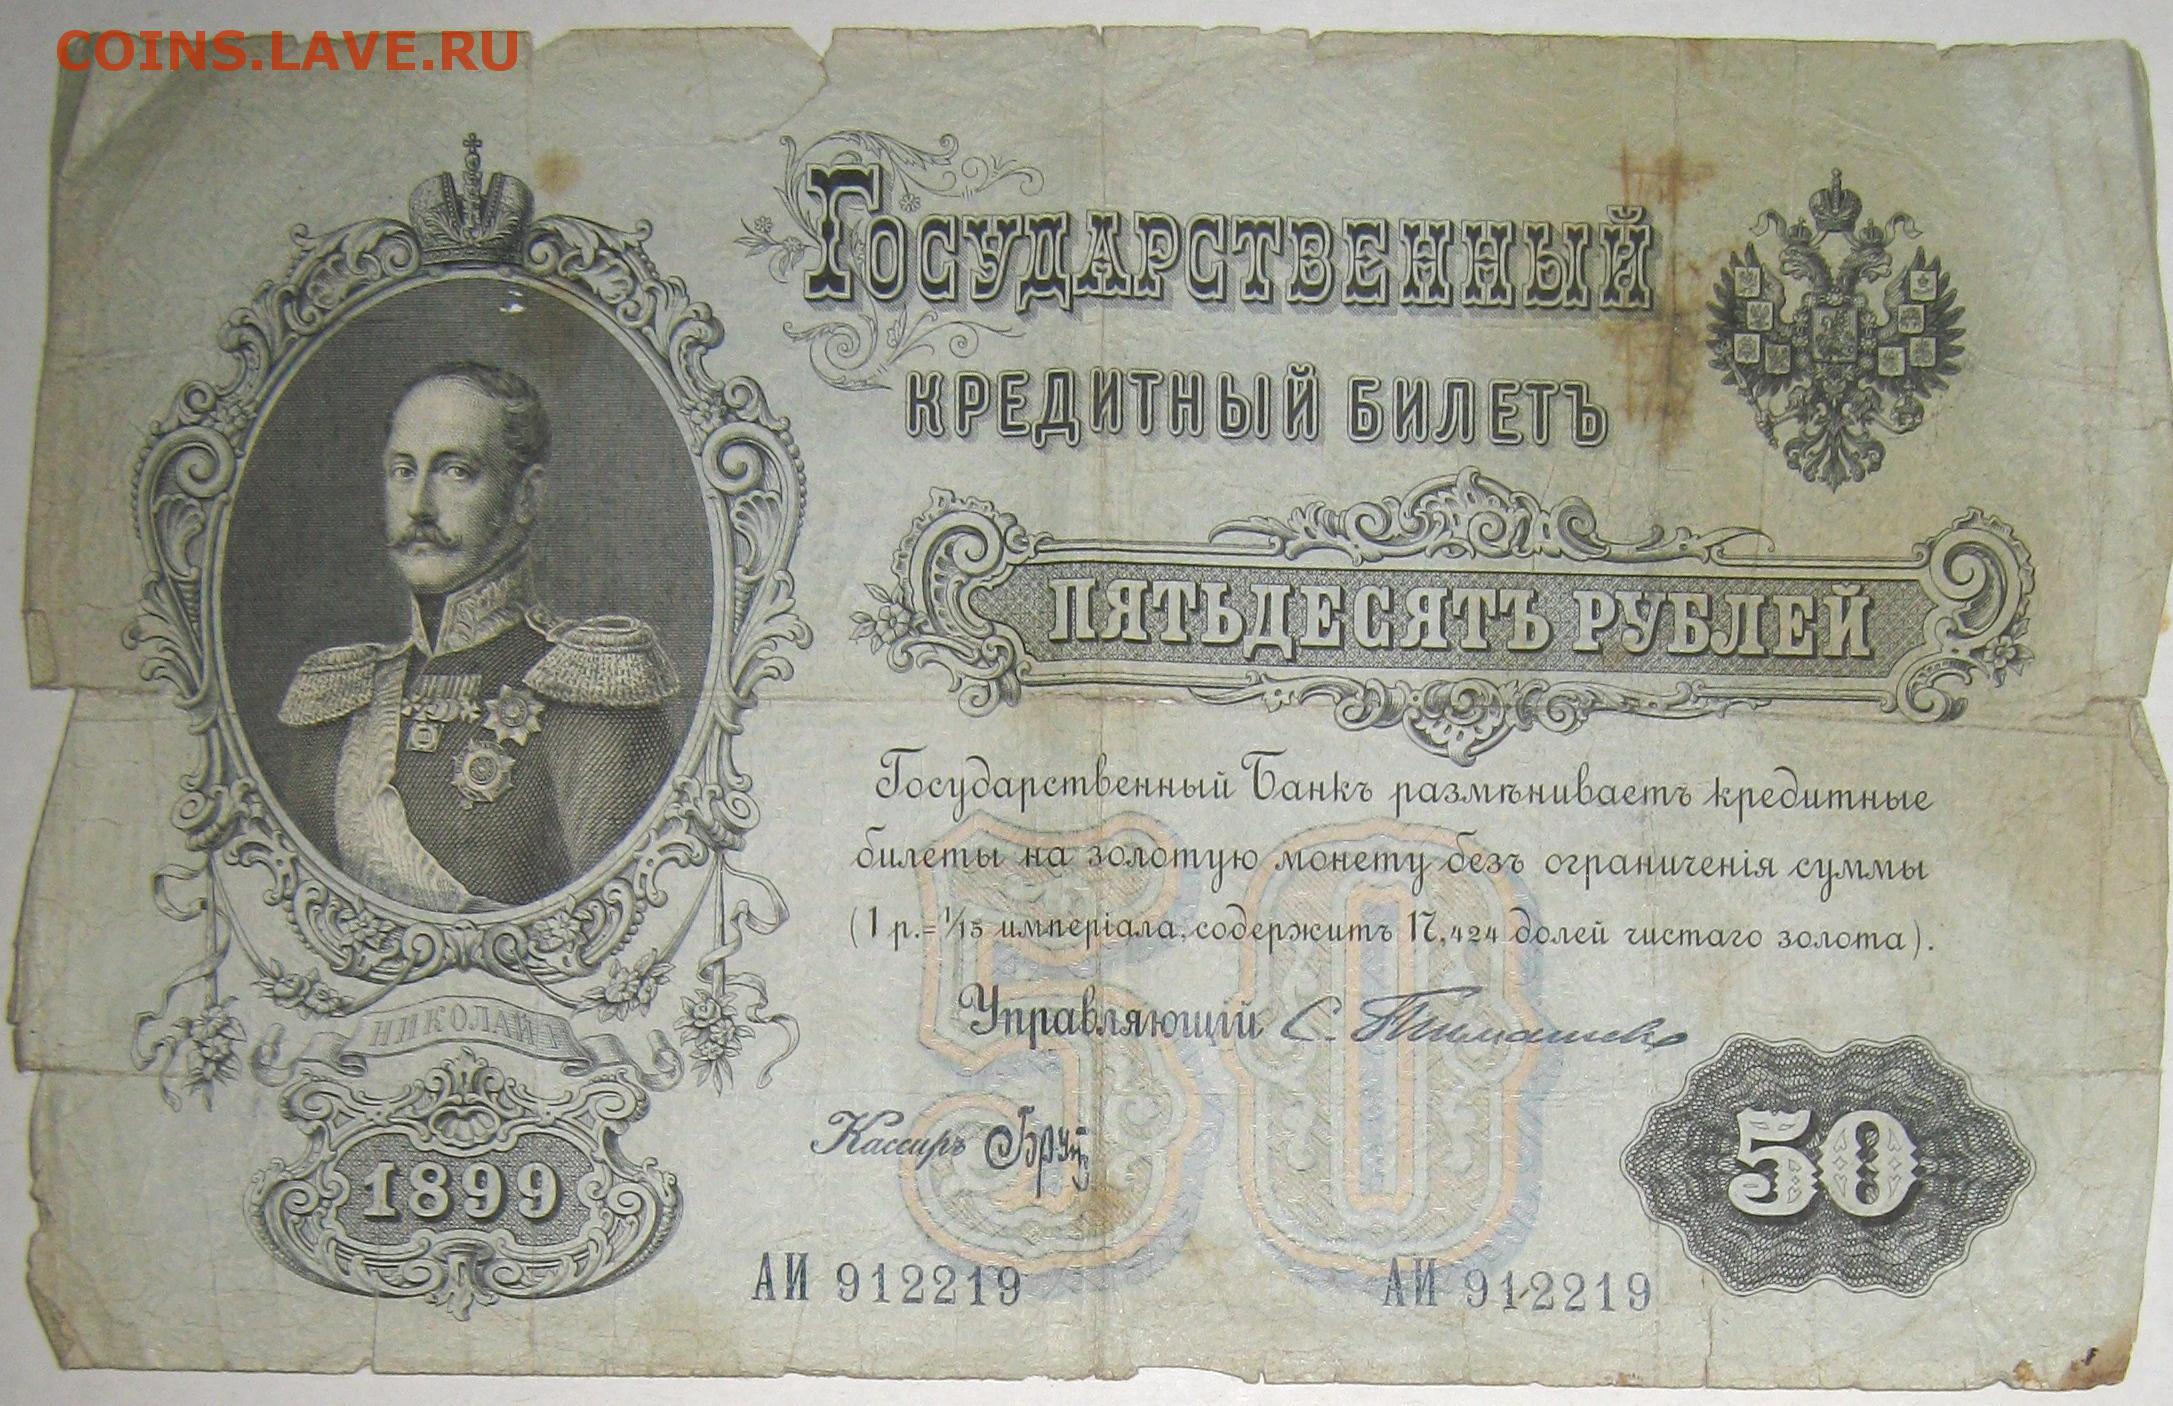 COINS.LAVE.RU
Государственный
кредитный билетъ
ПЯТЬДЕСЯТЪ РУБЛЕЙ
Государственный Банкъ размѣниваетъ кредитные
билеты на золотую монету безъ ограниченія суммы
(1 р.=1/15 имперіала, содержитъ 17,424 долей чистаго золота).
Управляющій С. Тимашевъ
Кассиръ
НИКОЛАЙ I
1899
50
50
АИ 912219 АИ 912219